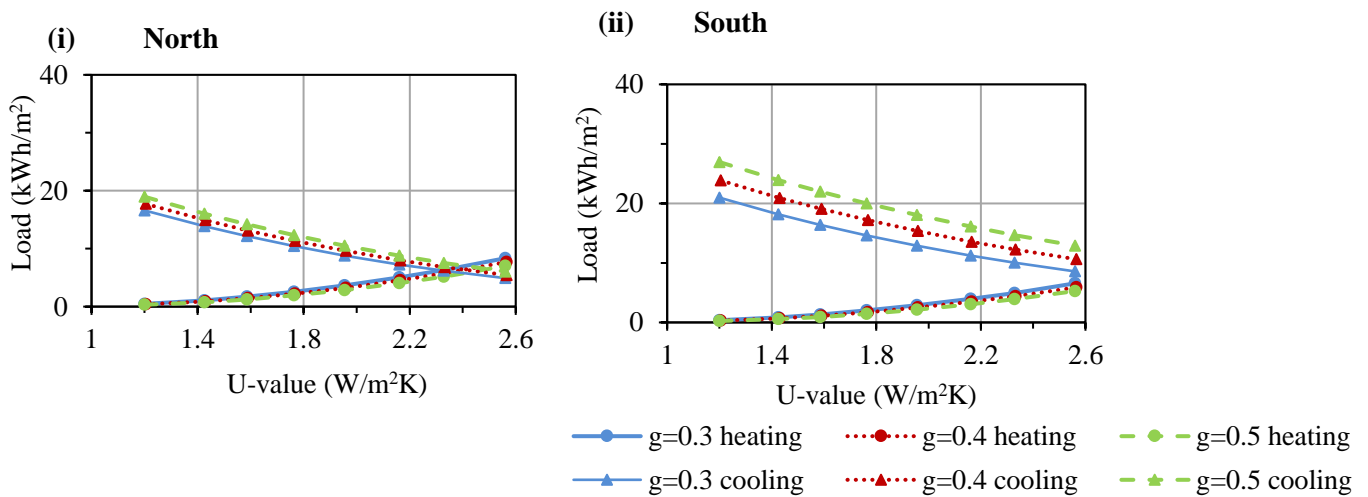 (i) North
40
20
0
1 1.4 1.8 2.2 2.6
Load (kWh/m²)
U-value (W/m²K)
(ii) South
40
20
0
1 1.4 1.8 2.2 2.6
Load (kWh/m²)
U-value (W/m²K)
g=0.3 heating g=0.4 heating g=0.5 heating
g=0.3 cooling g=0.4 cooling g=0.5 cooling